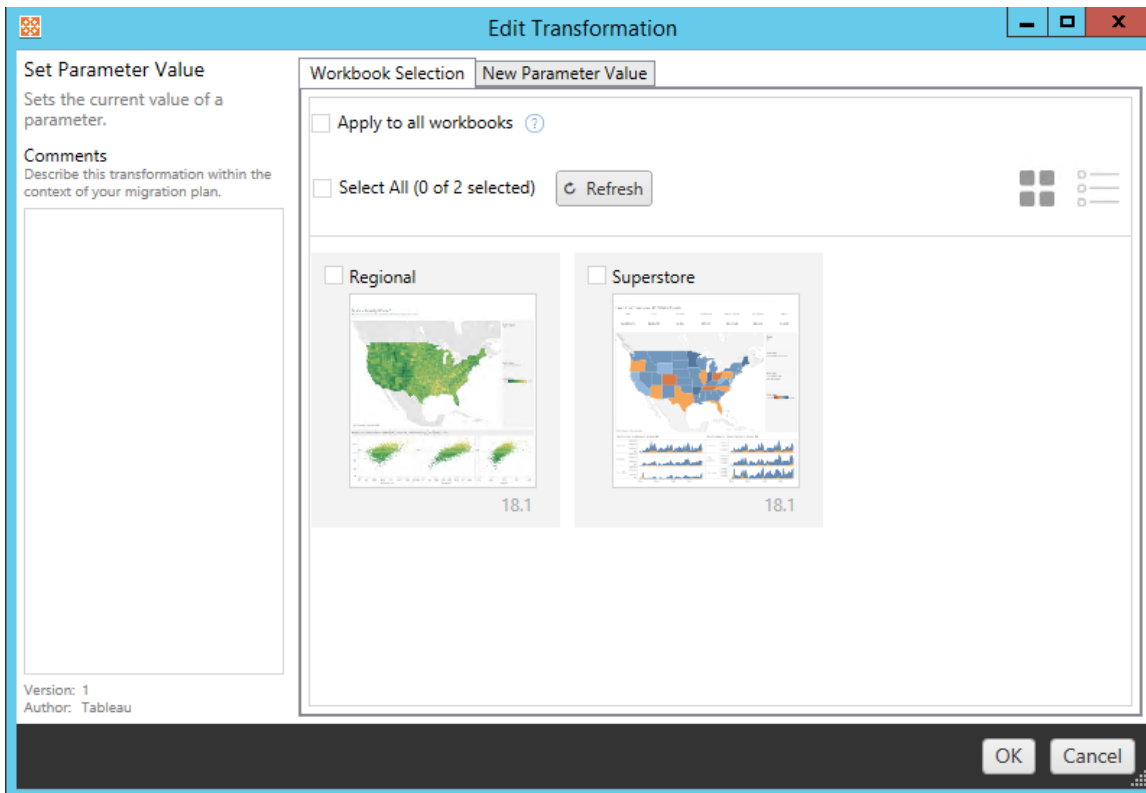 Edit Transformation
Set Parameter Value
Sets the current value of a
parameter.
Comments
Describe this transformation within the
context of your migration plan.
Version: 1
Author: Tableau
Workbook Selection
New Parameter Value
Apply to all workbooks ?
Select All (0 of 2 selected)
Refresh
Regional
18.1
Superstore
18.1
OK
Cancel